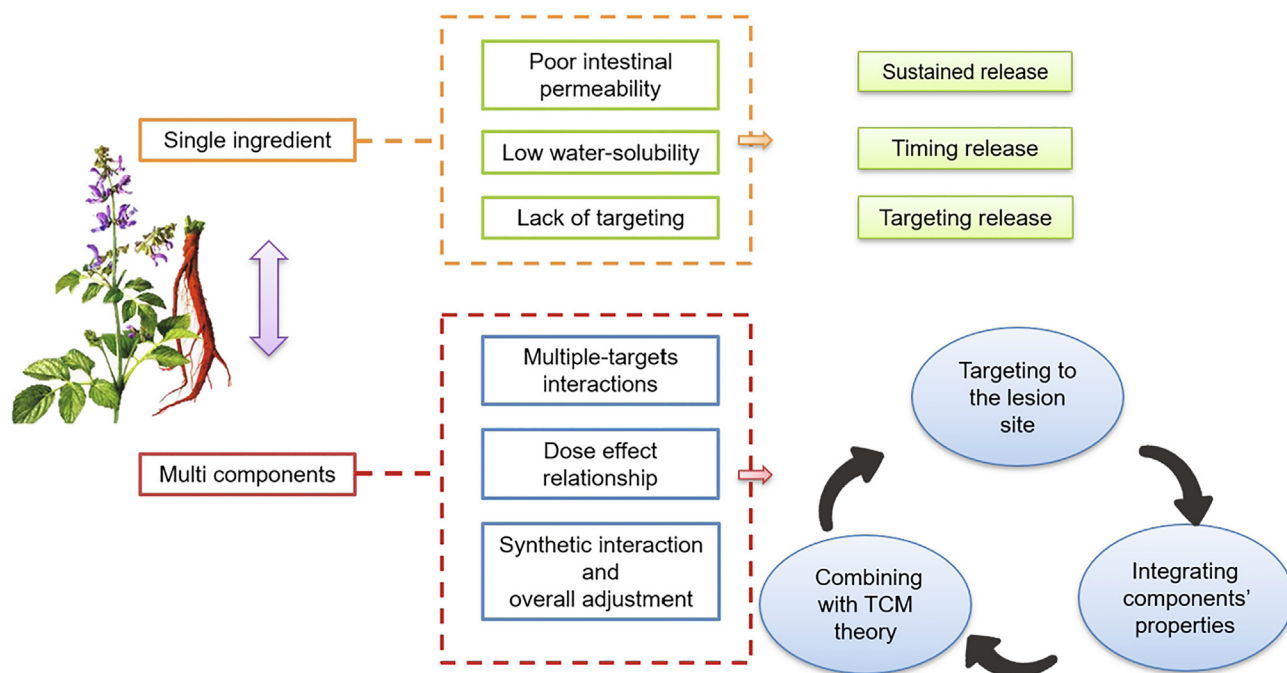 Single ingredient
Poor intestinal
permeability
Low water-solubility
Lack of targeting
Sustained release
Timing release
Targeting release
Multi components
Multiple-targets
interactions
Dose effect
relationship
Synthetic interaction
and
overall adjustment
Targeting to
the lesion
site
Integrating
components’
properties
Combining
with TCM
theory